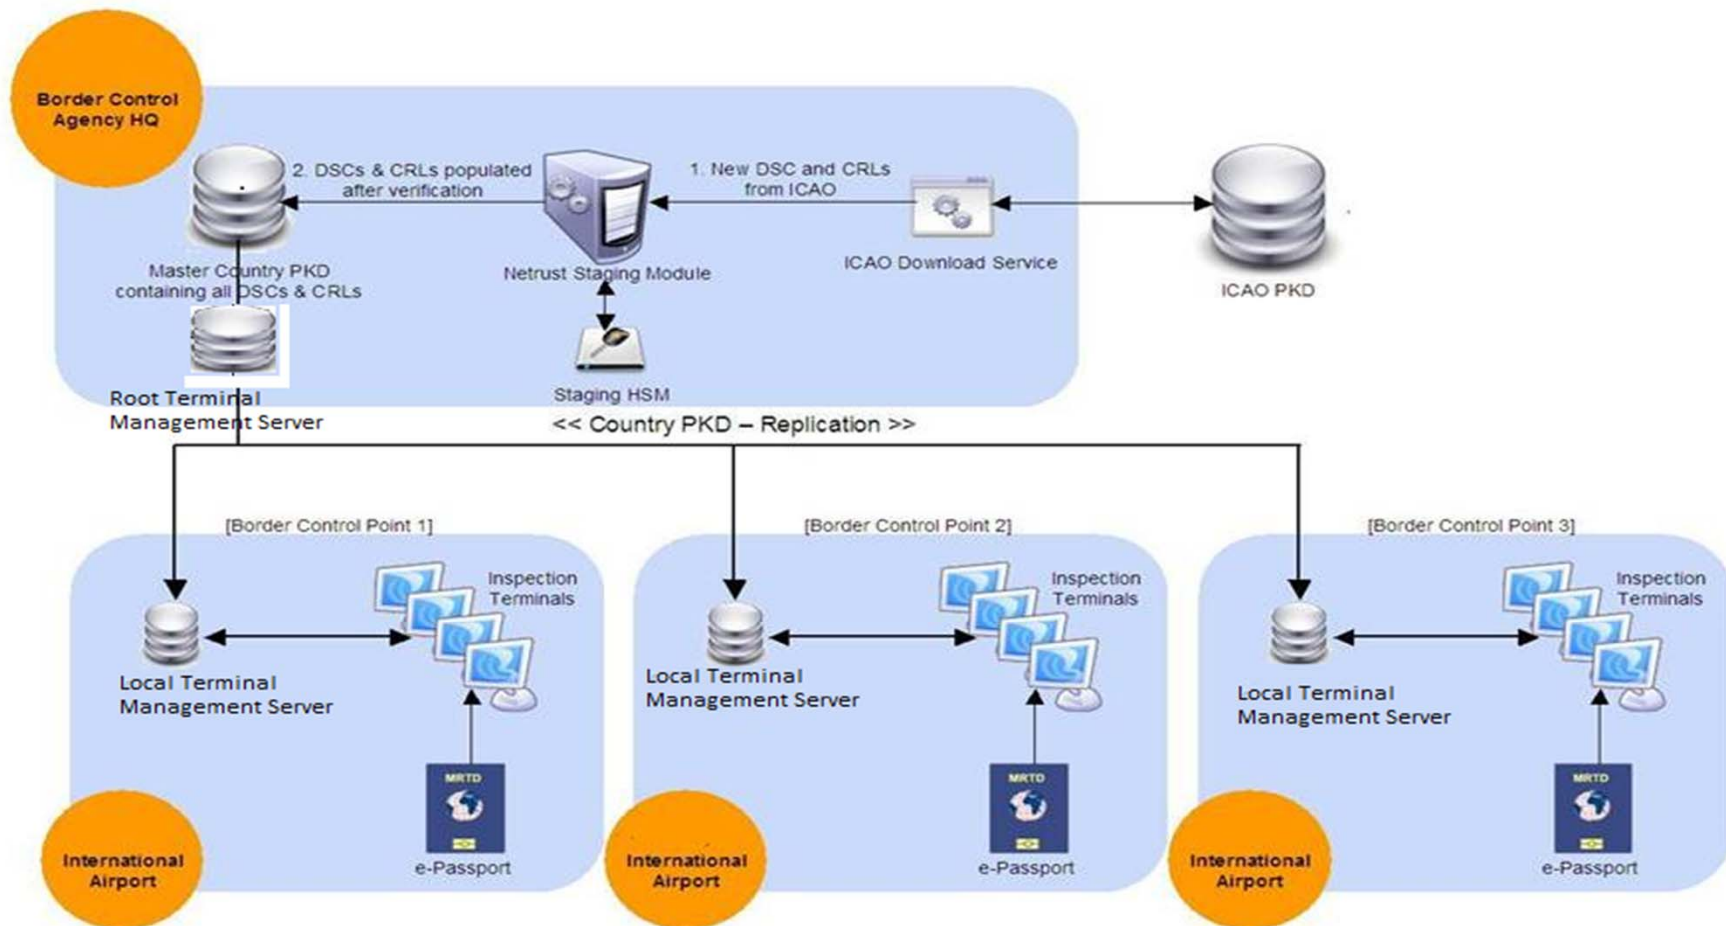 Border Control
Agency HQ
2. DSCs & CRLs populated
after verification
1. New DSC and CRLs
from ICAO
Master Country PKD
containing all DSCs & CRLs
Netrust Staging Module
ICAO Download Service
ICAO PKD
Root Terminal
Management Server
Staging HSM
<< Country PKD – Replication >>
[Border Control Point 1]
[Border Control Point 2]
[Border Control Point 3]
Inspection
Terminals
Inspection
Terminals
Inspection
Terminals
Local Terminal
Management Server
Local Terminal
Management Server
Local Terminal
Management Server
MRTD
MRTD
MRTD
International
Airport
e-Passport
International
Airport
e-Passport
International
Airport
e-Passport